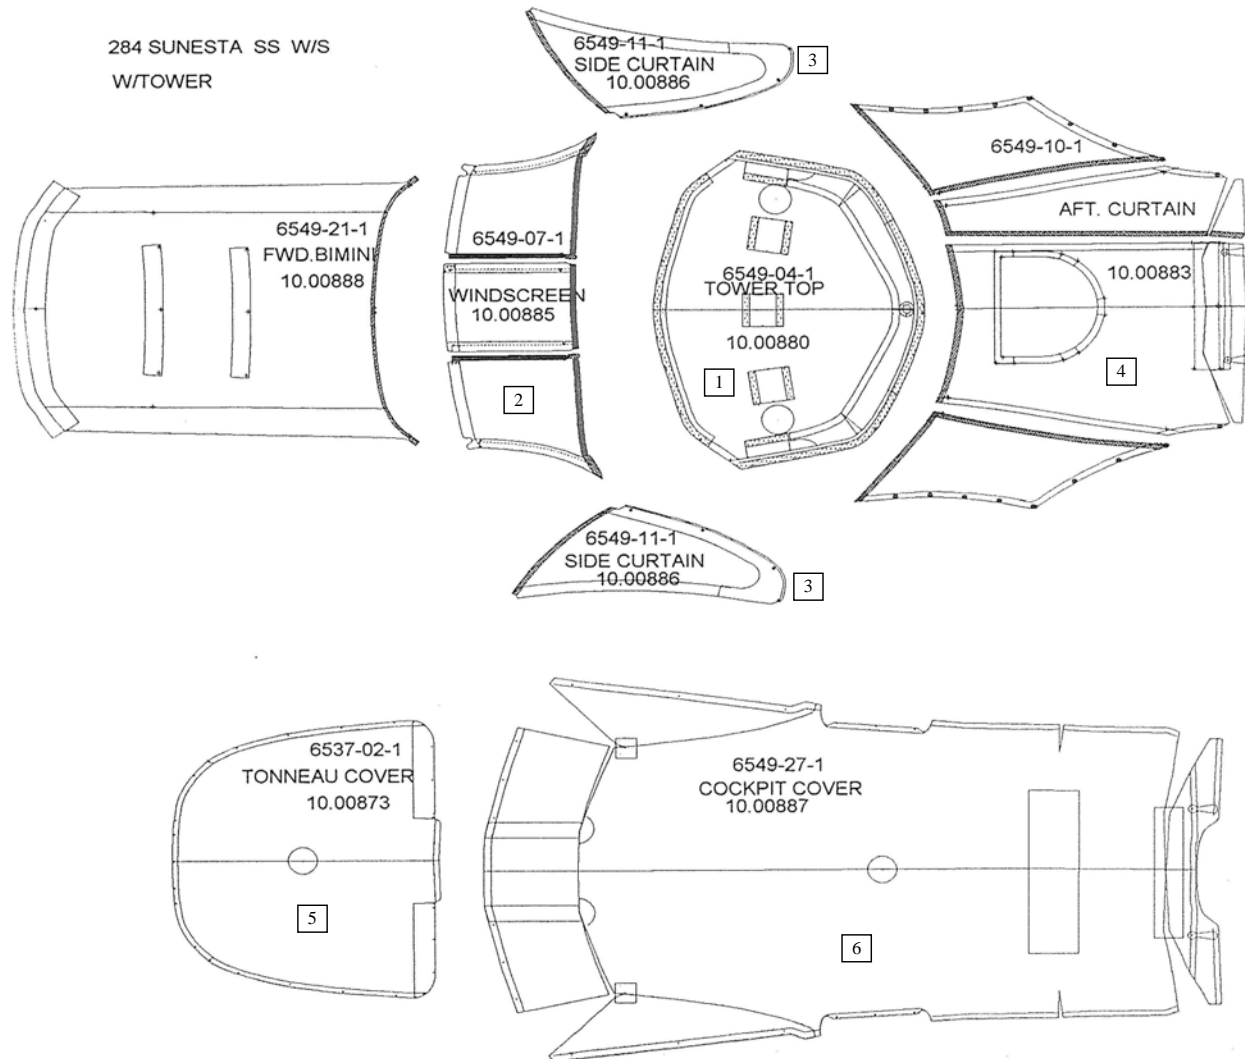 284 SUNESTA SS W/S
W/TOWER
6549-11-1
SIDE CURTAIN
10.00886
3
6549-10-1
AFT. CURTAIN
10.00883
4
6549-21-1
FWD.BIMINI
10.00888
6549-07-1
WINDSCREEN
10.00885
2
6549-04-1
TOWER TOP
10.00880
1
6549-11-1
SIDE CURTAIN
10.00886
3
6537-02-1
TONNEAU COVER
10.00873
5
6549-27-1
COCKPIT COVER
10.00887
6